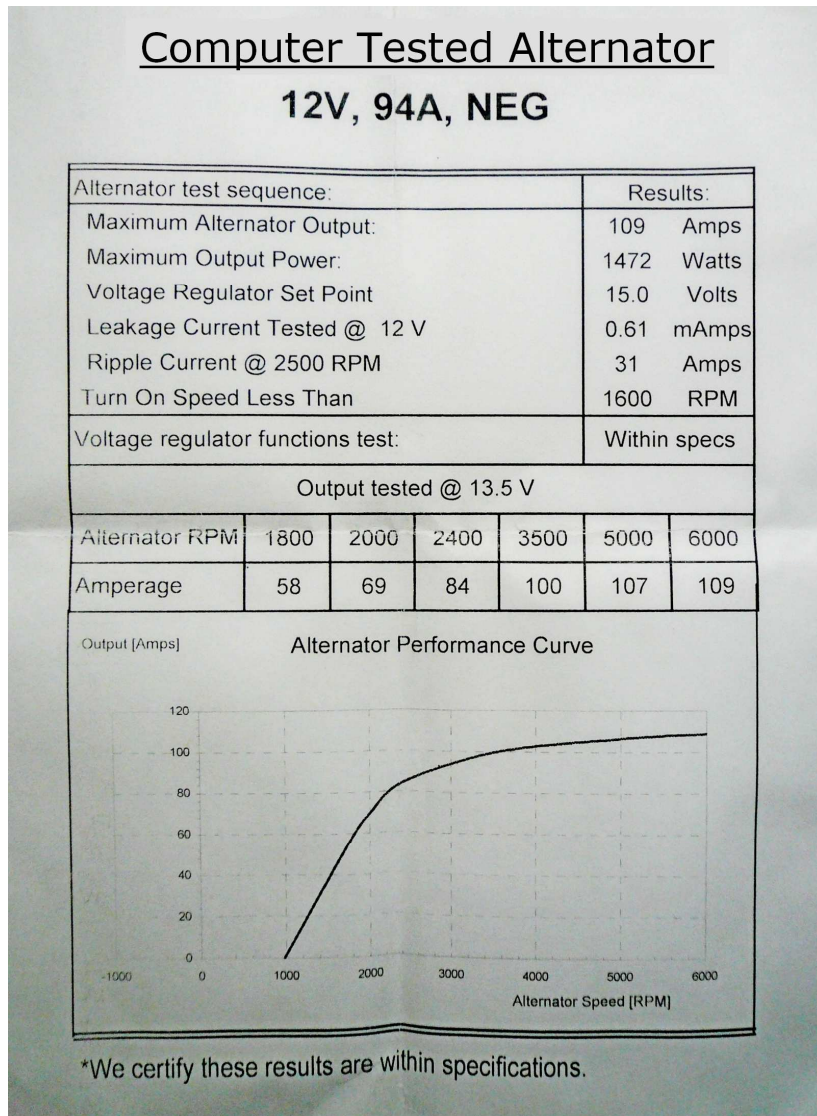 Computer Tested Alternator
12V, 94A, NEG
Alternator test sequence: Results:
Maximum Alternator Output: 109 Amps
Maximum Output Power: 1472 Watts
Voltage Regulator Set Point 15.0 Volts
Leakage Current Tested @ 12 V 0.61 mAmps
Ripple Current @ 2500 RPM 31 Amps
Turn On Speed Less Than 1600 RPM
Voltage regulator functions test: Within specs
Output tested @ 13.5 V
Alternator RPM 1800 2000 2400 3500 5000 6000
Amperage 58 69 84 100 107 109
Output [Amps] Alternator Performance Curve
120
100
80
60
40
20
0
-1000 0 1000 2000 3000 4000 5000 6000
Alternator Speed [RPM]
*We certify these results are within specifications.